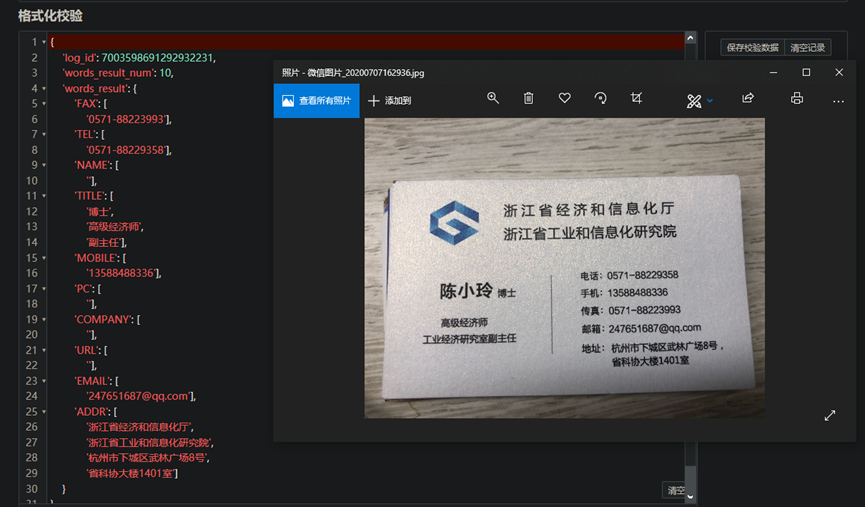 格式化校验
1 {
2 'log_id': 7003598691292932231,
3 'words_result_num': 10,
4 'words_result': {
5 'FAX': [
6 '0571-88223993'],
7 'TEL': [
8 '0571-88229358'],
9 'NAME': [
10 ''],
11 'TITLE': [
12 '博士',
13 '高级经济师',
14 '副主任'],
15 'MOBILE': [
16 '13588488336'],
17 'PC': [
18 ''],
19 'COMPANY': [
20 ''],
21 'URL': [
22 ''],
23 'EMAIL': [
24 '247651687@qq.com'],
25 'ADDR': [
26 '浙江省经济和信息化厅',
27 '浙江省工业和信息化研究院',
28 '杭州市下城区武林广场8号',
29 '省科协大楼1401室']
30 }
31 }
保存校验数据 清空记录
照片 - 微信图片_20200707162936.jpg
查看所有照片 添加到
浙江省经济和信息化厅
浙江省工业和信息化研究院
陈小玲 博士
高级经济师
工业经济研究室副主任
电话：0571-88229358
手机：13588488336
传真：0571-88223993
邮箱：247651687@qq.com
地址：杭州市下城区武林广场8号，
省科协大楼1401室
清空